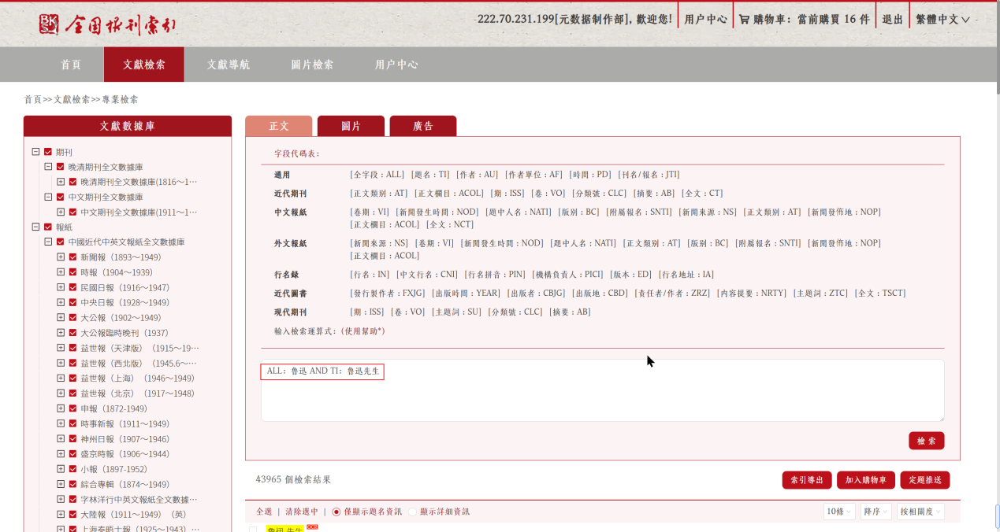 全国报刊索引
222.70.231.199[元数据制作部], 歡迎您!
用户中心
購物車：當前購買 16 件
退出
繁體中文
首頁
文獻檢索
文獻導航
圖片檢索
用户中心
首頁>>文獻檢索>>專業檢索
文獻數據庫
期刊
晚清期刊全文數據庫
晚清期刊全文數據庫(1816～1···
中文期刊全文數據庫
中文期刊全文數據庫(1911～1···
報紙
中國近代中英文報紙全文數據庫
新聞報（1893～1949）
時報（1904～1939）
民國日報（1916～1947）
中央日報（1928～1949）
大公報（1902～1949）
大公報臨時晚刊（1937）
益世報（天津版）（1915～19···
益世報（西北版）（1945.6～···
益世報（上海）（1946～1949）
益世報（北京）（1917～1948）
申報（1872-1949）
時事新報（1911～1949）
神州日報（1907～1946）
盛京時報（1906～1944）
小報（1897-1952）
綜合專輯（1874～1949）
字林洋行中英文報紙全文數據···
大陸報（1911～1949）（英）
上海泰晤士報（1925～1943）···
正文
圖片
廣告
字段代碼表：
通用 [全字段：ALL] [題名：TI] [作者：AU] [作者單位：AF] [時間：PD] [刊名/報名：JTI]
近代期刊 [正文類別：AT] [正文欄目：ACOL] [期：ISS] [卷：VO] [分類號：CLC] [摘要：AB] [全文：CT]
中文報紙 [卷期：VI] [新聞發生時間：NOD] [題中人名：NATI] [版別：BC] [附屬報名：SNTI] [新聞來源：NS] [正文類別：AT] [新聞發佈地：NOP]
[正文欄目：ACOL] [全文：NCT]
外文報紙 [新聞來源：NS] [卷期：VI] [新聞發生時間：NOD] [題中人名：NATI] [正文類別：AT] [版別：BC] [附屬報名：SNTI] [新聞發佈地：NOP]
[正文欄目：ACOL]
行名録 [行名：IN] [中文行名：CNI] [行名拼音：PIN] [機構負責人：PICI] [版本：ED] [行名地址：IA]
近代圖書 [發行製作者：FXJG] [出版時間：YEAR] [出版者：CBJG] [出版地：CBD] [责任者/作者：ZRZ] [内容提要：NRTY] [主題詞：ZTC] [全文：TSCT]
現代期刊 [期：ISS] [卷：VO] [主題詞：SU] [分類號：CLC] [摘要：AB]
輸入檢索運算式：(使用幫助*)
ALL：魯迅 AND TI：魯迅先生
檢索
43965 個檢索結果
索引導出
加入購物車
定題推送
全選 | 清除選中 | 僅顯示題名資訊 顯示詳細資訊
10條
降序
按相關度
魯迅 先生 OCR